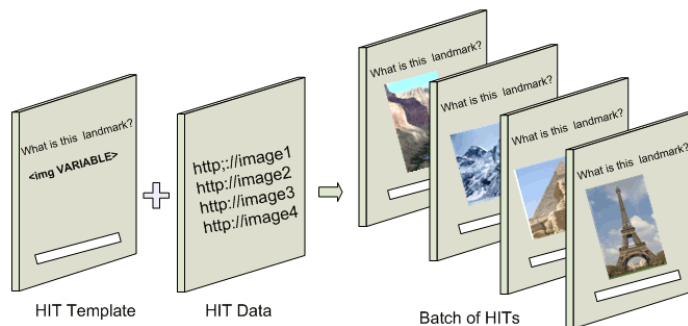 What is this landmark?
<img VARIABLE>
HIT Template
http;://image1
http://image2
http://image3
http://image4
HIT Data
What is this landmark?
What is this landmark?
What is this landmark?
What is this landmark?
Batch of HITs